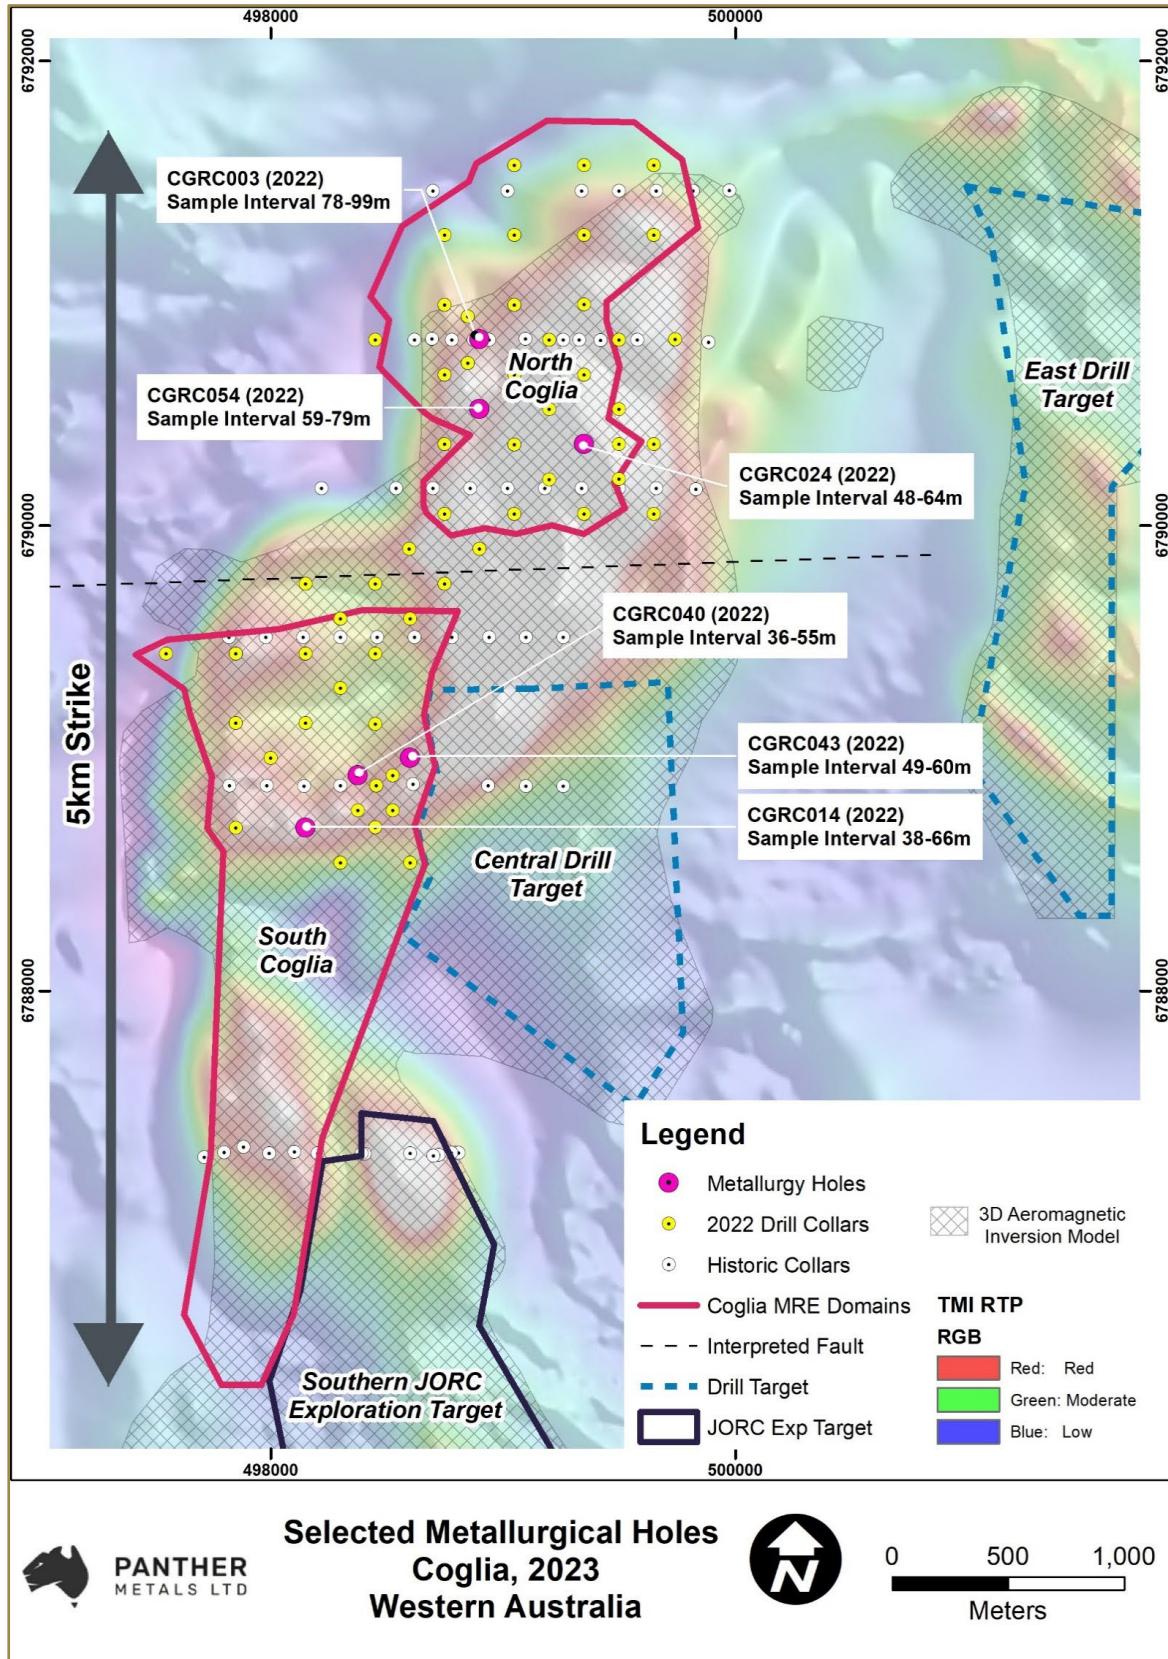 498000
500000
6792000
6792000
CGRC003 (2022)
Sample Interval 78-99m
North
Coglia
East Drill
Target
CGRC054 (2022)
Sample Interval 59-79m
CGRC024 (2022)
Sample Interval 48-64m
6790000
6790000
CGRC040 (2022)
Sample Interval 36-55m
5km Strike
CGRC043 (2022)
Sample Interval 49-60m
CGRC014 (2022)
Sample Interval 38-66m
Central Drill
Target
South
Coglia
6788000
6788000
Southern JORC
Exploration Target
Legend
Metallurgy Holes
2022 Drill Collars
Historic Collars
Coglia MRE Domains
Interpreted Fault
Drill Target
JORC Exp Target
3D Aeromagnetic
Inversion Model
TMI RTP
RGB
Red: Red
Green: Moderate
Blue: Low
498000
500000
PANTHER
METALS LTD
Selected Metallurgical Holes
Coglia, 2023
Western Australia
N
0 500 1,000
Meters